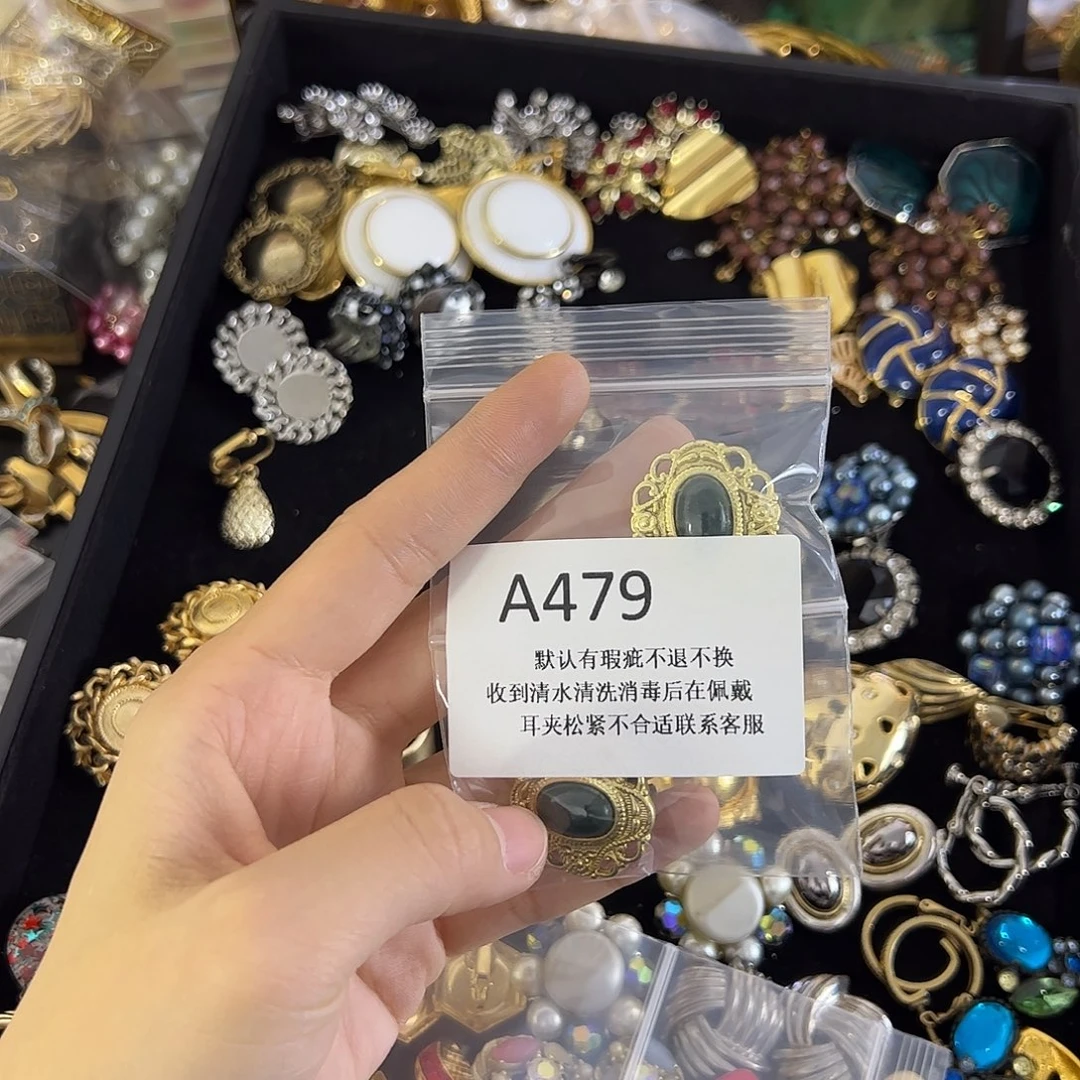 A479
默认有瑕疵不退不换
收到清水清洗消毒后在佩戴
耳夹松紧不合适联系客服